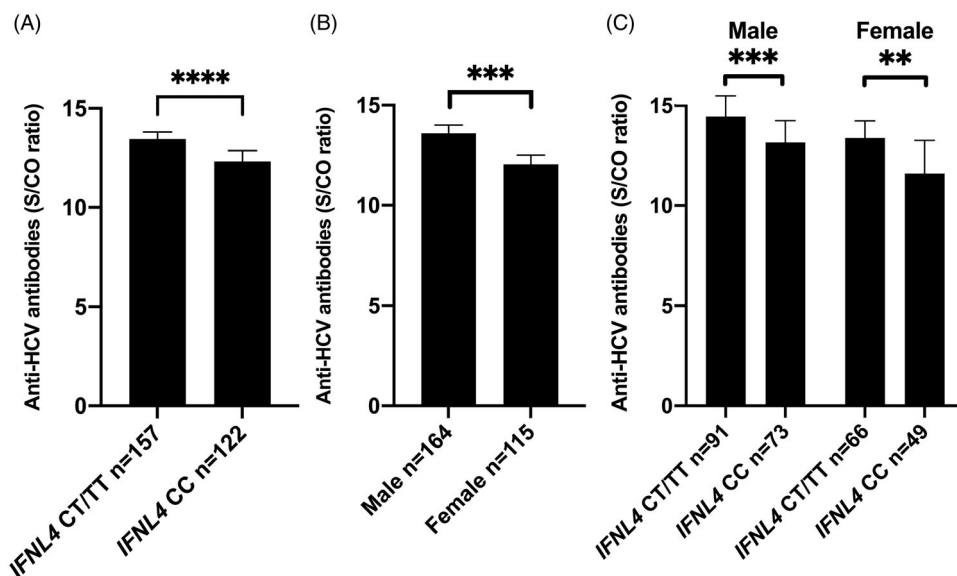 (A)
****
Anti-HCV antibodies (S/CO ratio)
15
10
5
0
IFNL4 CT/TT n=157
IFNL4 CC n=122
(B)
***
Anti-HCV antibodies (S/CO ratio)
15
10
5
0
Male n=164
Female n=115
(C)
Male
***
Female
**
Anti-HCV antibodies (S/CO ratio)
15
10
5
0
IFNL4 CT/TT n=91
IFNL4 CC n=73
IFNL4 CT/TT n=66
IFNL4 CC n=49